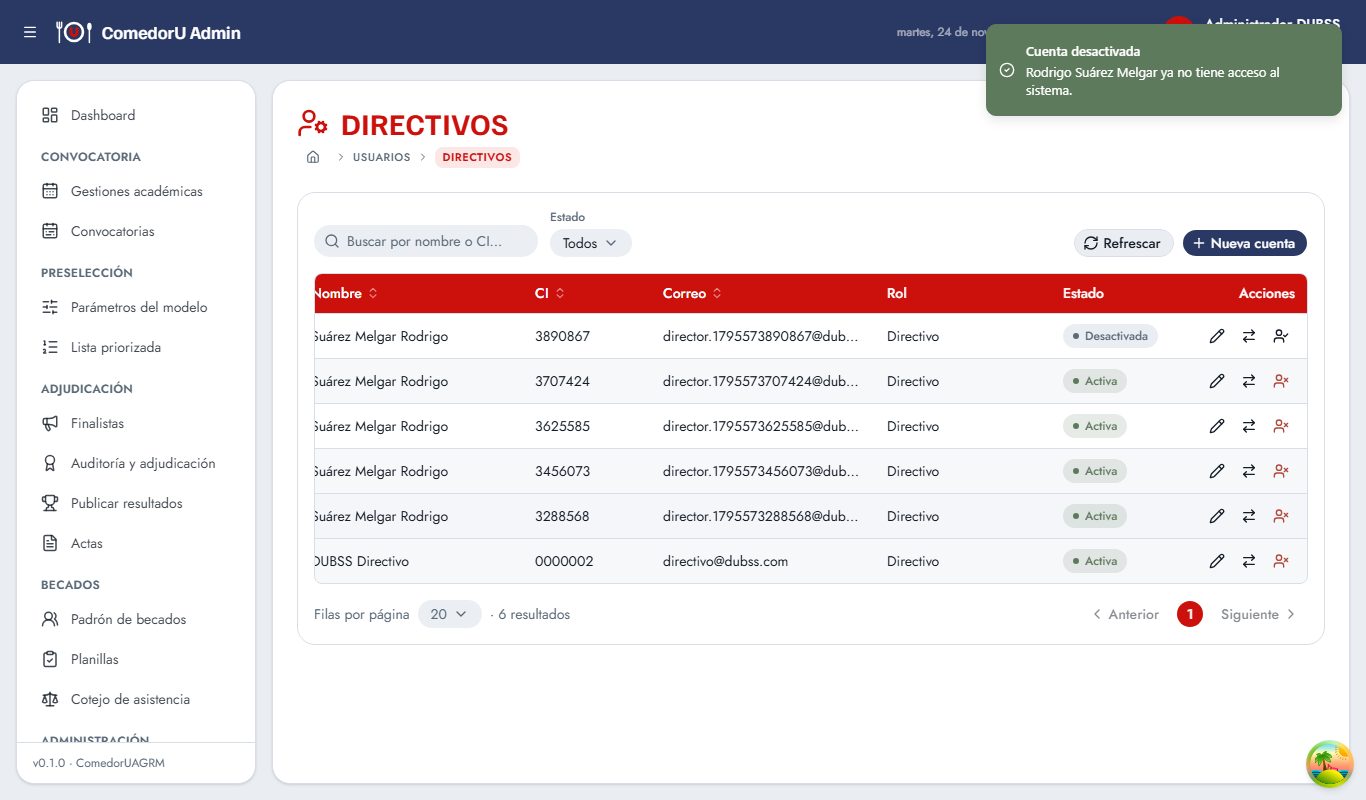 ComedorU Admin
martes, 24 de nov
Administrador DUBSS
Cuenta desactivada
Rodrigo Suárez Melgar ya no tiene acceso al
sistema.
Dashboard
CONVOCATORIA
Gestiones académicas
Convocatorias
PRESELECCIÓN
Parámetros del modelo
Lista priorizada
ADJUDICACIÓN
Finalistas
Auditoría y adjudicación
Publicar resultados
Actas
BECADOS
Padrón de becados
Planillas
Cotejo de asistencia
ADMINISTRACIÓN
v0.1.0 · ComedorUAGRM
DIRECTIVOS
USUARIOS DIRECTIVOS
Estado
Buscar por nombre o CI... Todos Refrescar Nueva cuenta
Nombre CI Correo Rol Estado Acciones
Suárez Melgar Rodrigo 3890867 director.1795573890867@dub... Directivo Desactivada
Suárez Melgar Rodrigo 3707424 director.1795573707424@dub... Directivo Activa
Suárez Melgar Rodrigo 3625585 director.1795573625585@dub... Directivo Activa
Suárez Melgar Rodrigo 3456073 director.1795573456073@dub... Directivo Activa
Suárez Melgar Rodrigo 3288568 director.1795573288568@dub... Directivo Activa
DUBSS Directivo 0000002 directivo@dubss.com Directivo Activa
Filas por página 20 · 6 resultados Anterior 1 Siguiente